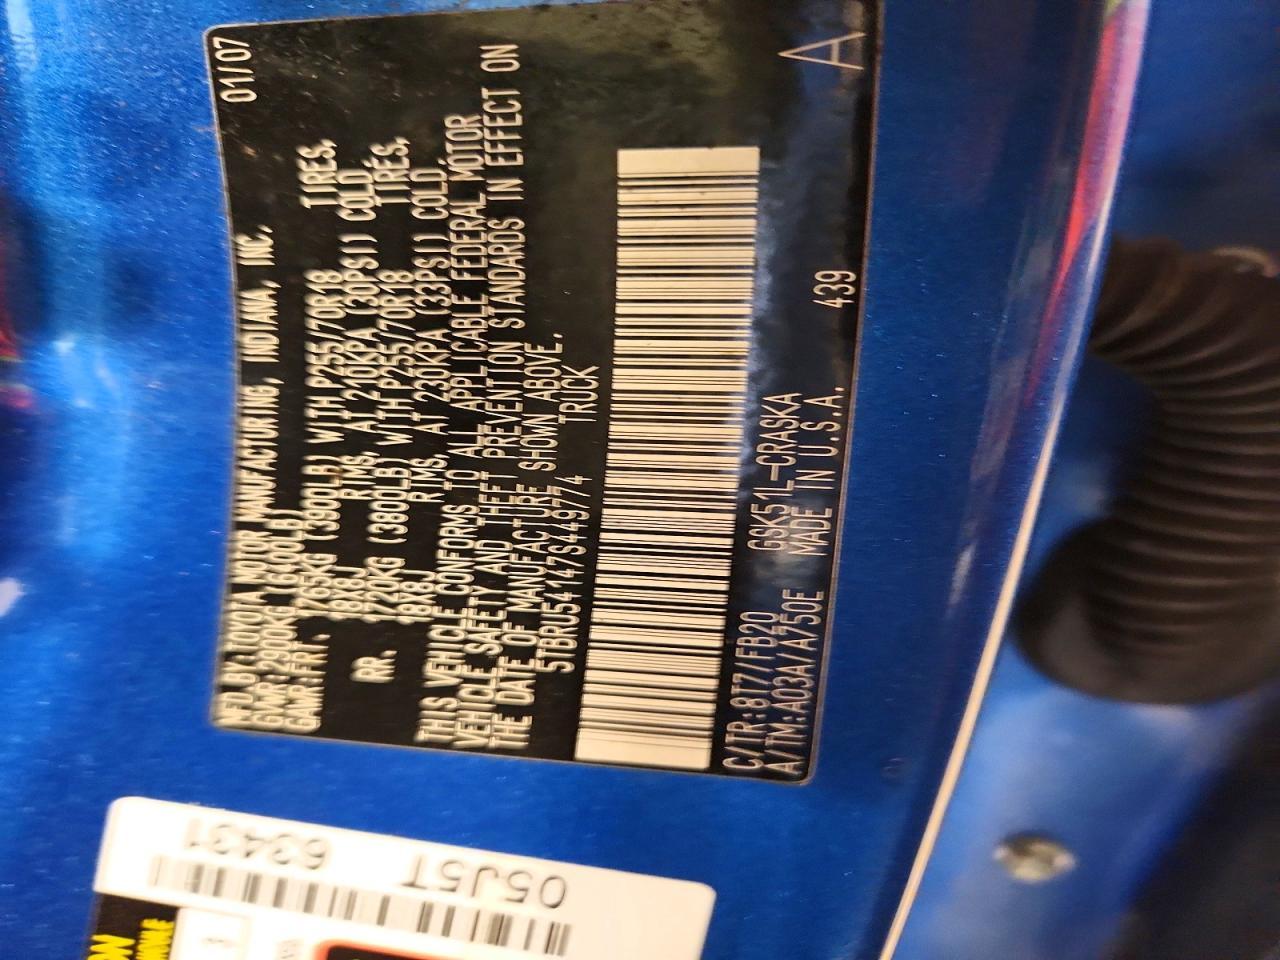 MFD.BY:TOYOTA MOTOR MANUFACTURING, INDIANA, INC. 01/07
GVWR:2900KG (6400LB)
GAWR:FRT. 1765KG (3900LB) WITH P255/70R18 TIRES,
18X8J RIMS, AT 210KPA (30PSI) COLD.
RR. 1720KG (3800LB) WITH P255/70R18 TIRES,
18X8J RIMS, AT 230KPA (33PSI) COLD.
THIS VEHICLE CONFORMS TO ALL APPLICABLE FEDERAL MOTOR
VEHICLE SAFETY AND THEFT PREVENTION STANDARDS IN EFFECT ON
THE DATE OF MANUFACTURE SHOWN ABOVE.
5TBRU54147S449774 TRUCK
C/TR:8T7/FB20 GSK51L-CRASKA
A/TM:A03A/A750E MADE IN U.S.A. 439 A
05J5T 63431